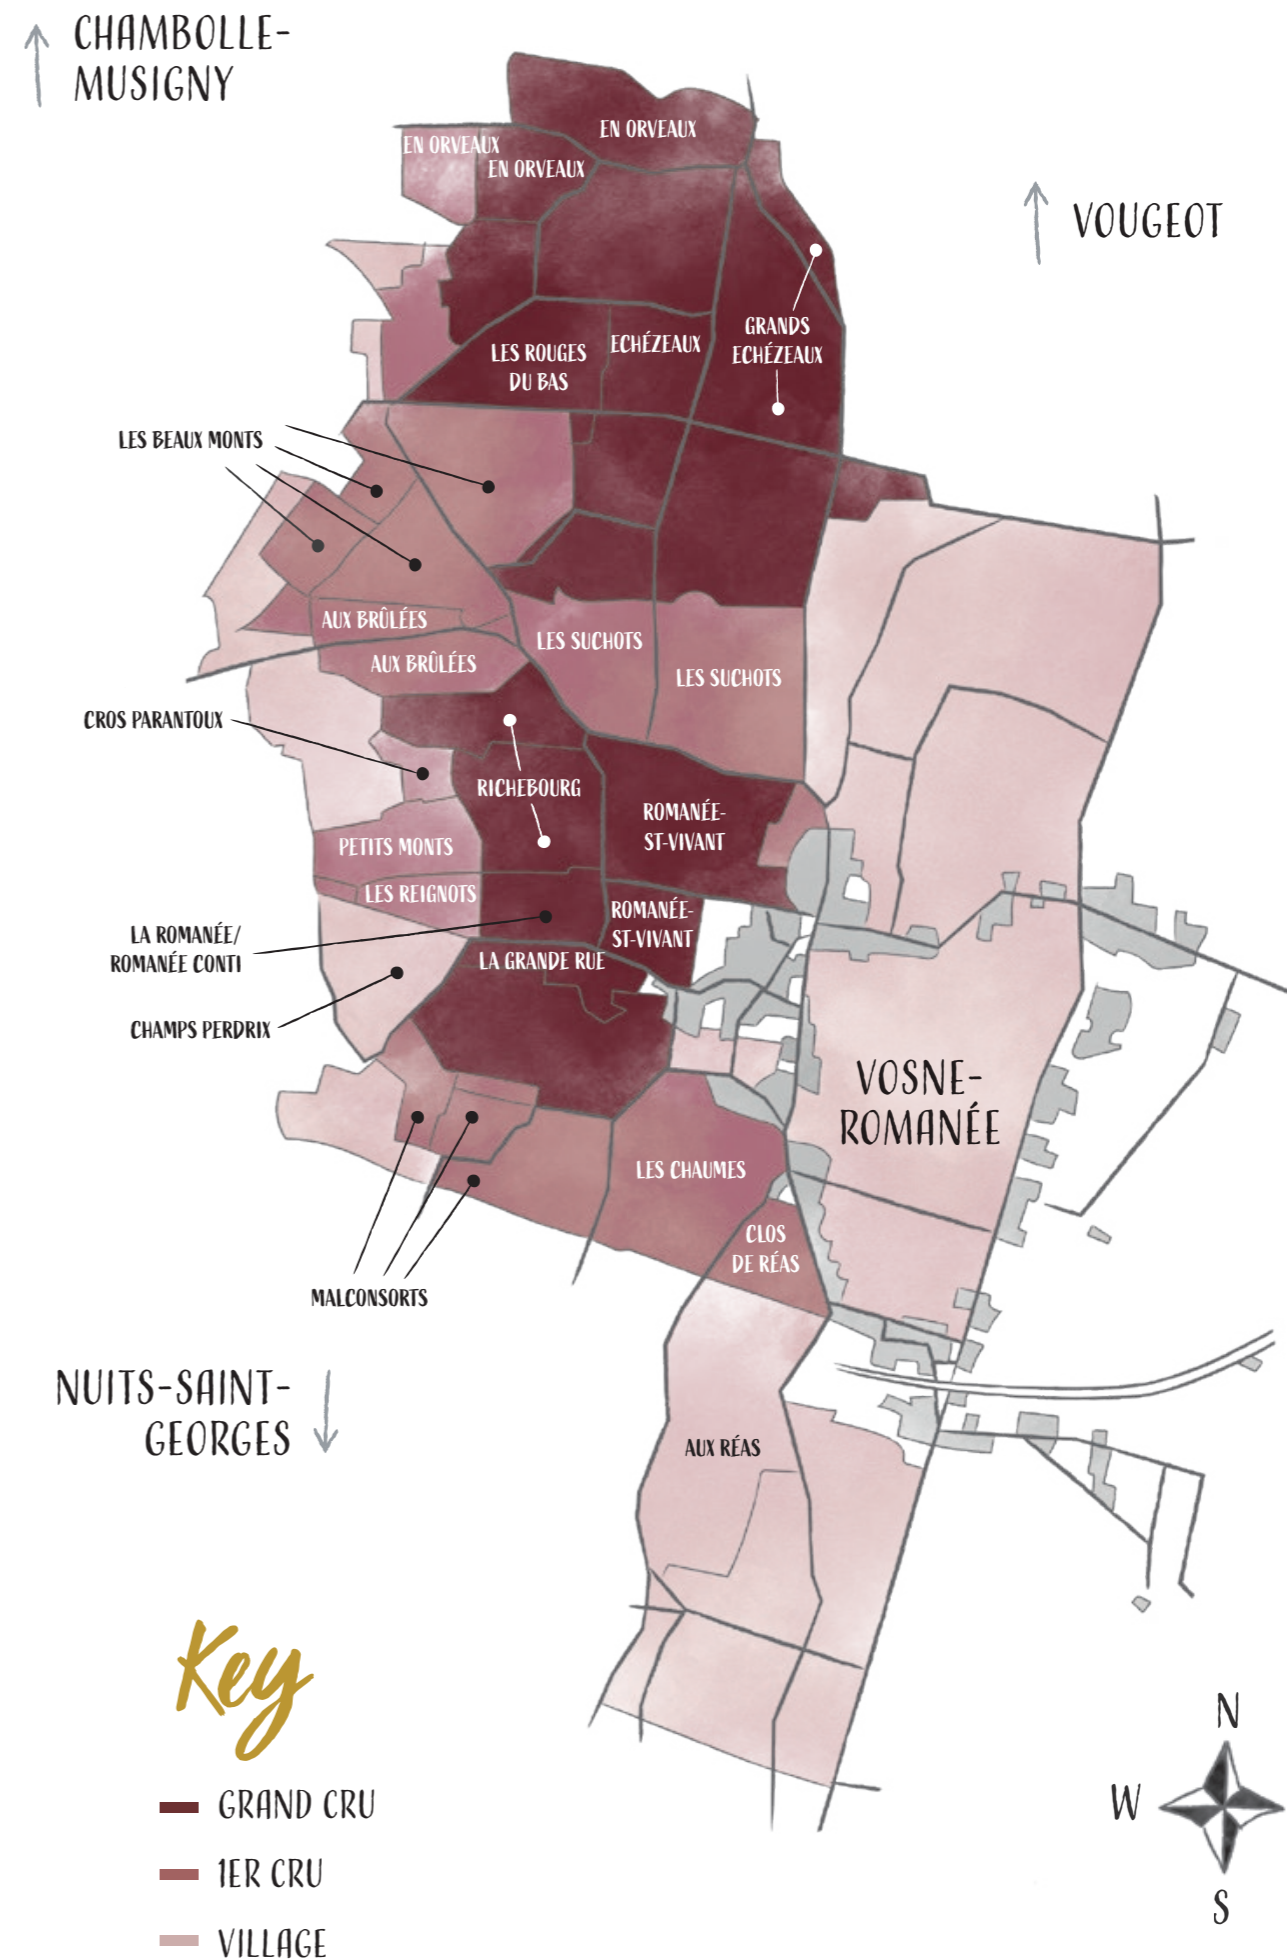 CHAMBOLLE-
MUSIGNY
VOUGEOT
EN ORVEAUX
EN ORVEAUX
EN ORVEAUX
GRANDS
ECHÉZEAUX
LES ROUGES
DU BAS
ECHÉZEAUX
LES BEAUX MONTS
AUX BRÛLÉES
AUX BRÛLÉES
LES SUCHOTS
LES SUCHOTS
CROS PARANTOUX
RICHEBOURG
ROMANÉE-
ST-VIVANT
PETITS MONTS
LES REIGNOTS
ROMANÉE-
ST-VIVANT
LA ROMANÉE/
ROMANÉE CONTI
LA GRANDE RUE
CHAMPS PERDRIX
VOSNE-
ROMANÉE
LES CHAUMES
CLOS
DE RÉAS
MALCONSORTS
NUITS-SAINT-
GEORGES
AUX RÉAS
Key
GRAND CRU
1ER CRU
VILLAGE
N
W
S